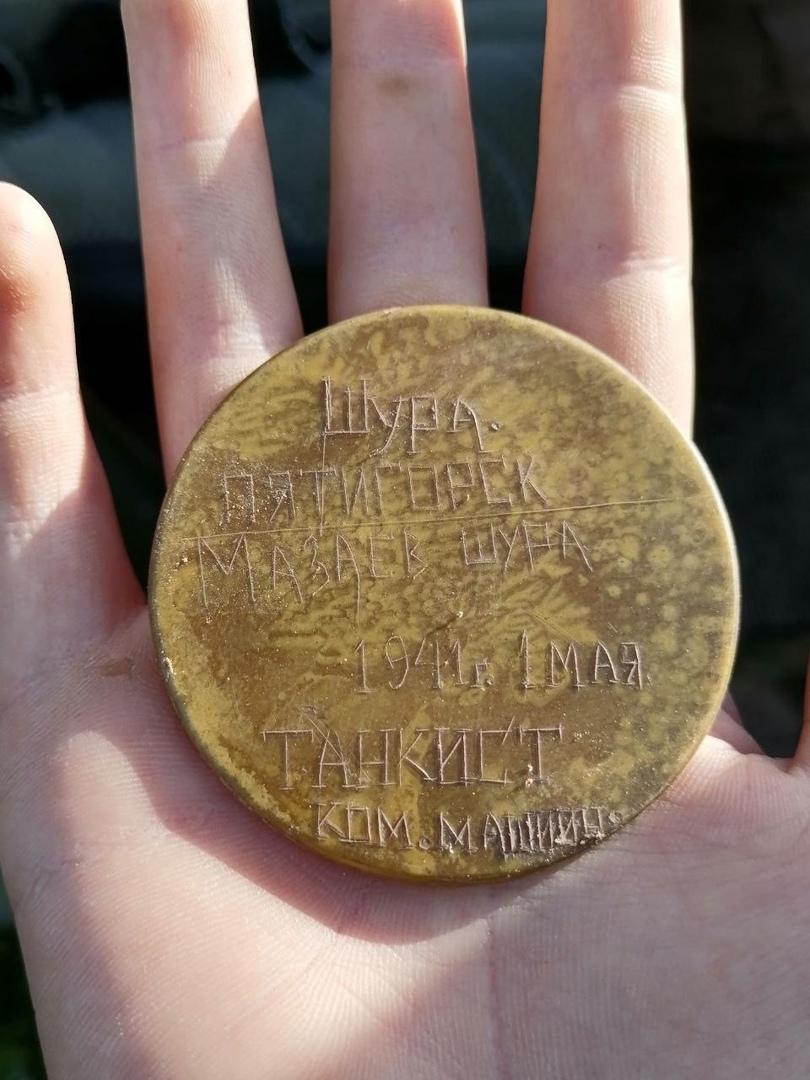 Шура.
ПЯТИГОРСК
МАЗАЕВ ШУРА
1941г. 1 МАЯ.
ТАНКИСТ
КОМ. МАШИНЫ.